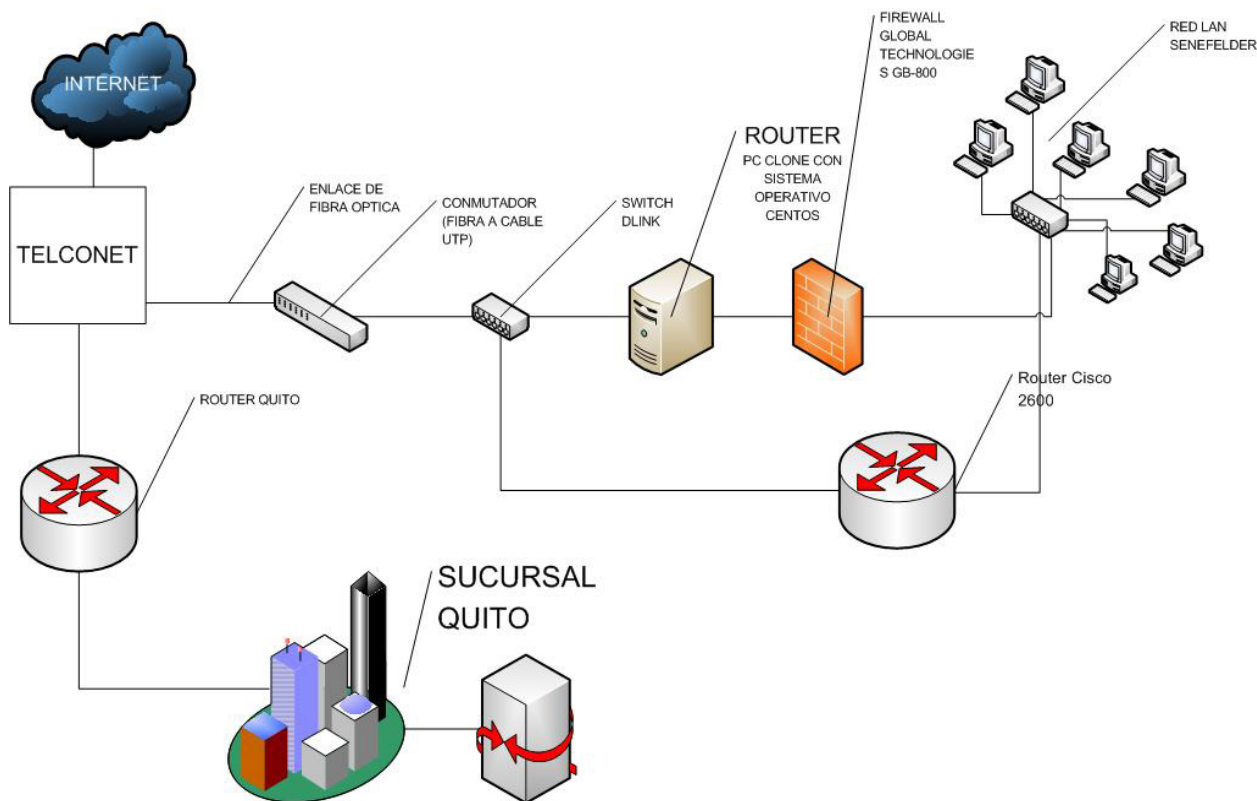 INTERNET
TELCONET
ENLACE DE
FIBRA OPTICA
CONMUTADOR
(FIBRA A CABLE
UTP)
SWITCH
DLINK
ROUTER
PC CLONE CON
SISTEMA
OPERATIVO
CENTOS
FIREWALL
GLOBAL
TECHNOLOGIE
S GB-800
RED LAN
SENEFELDER
ROUTER QUITO
Router Cisco
2600
SUCURSAL
QUITO